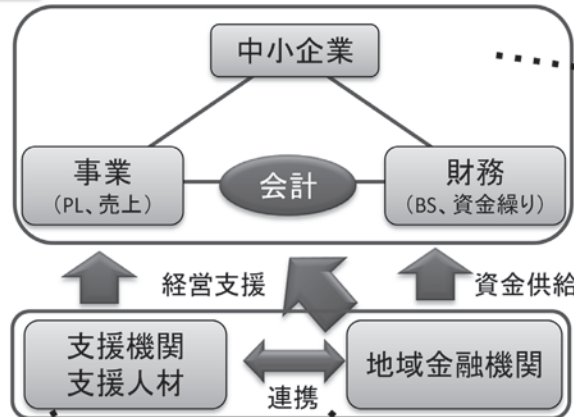 中小企業
事業
(PL、売上)
会計
財務
(BS、資金繰り)
経営支援
資金供給
支援機関
支援人材
連携
地域金融機関